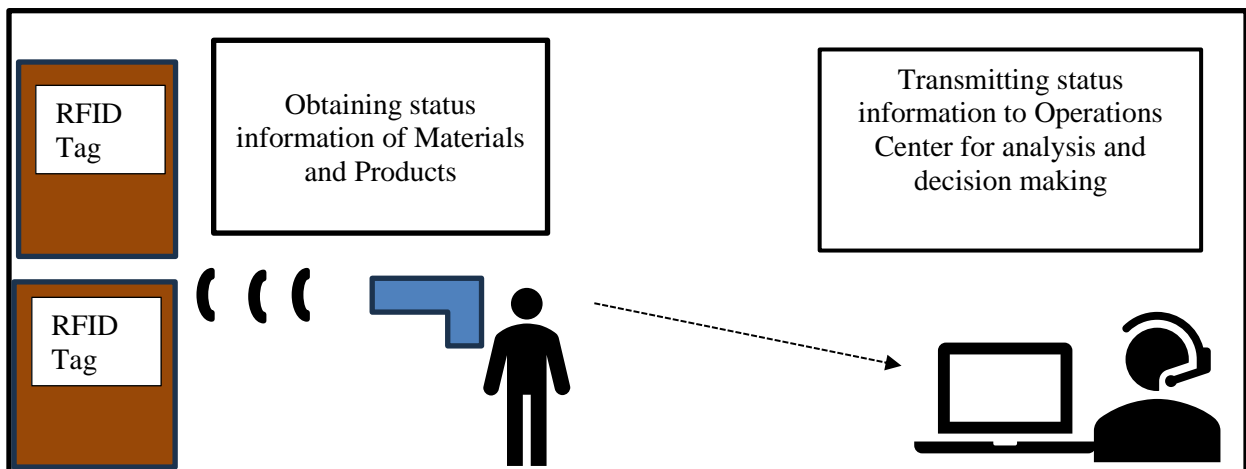 RFID
Tag
Obtaining status
information of Materials
and Products
Transmitting status
information to Operations
Center for analysis and
decision making
RFID
Tag